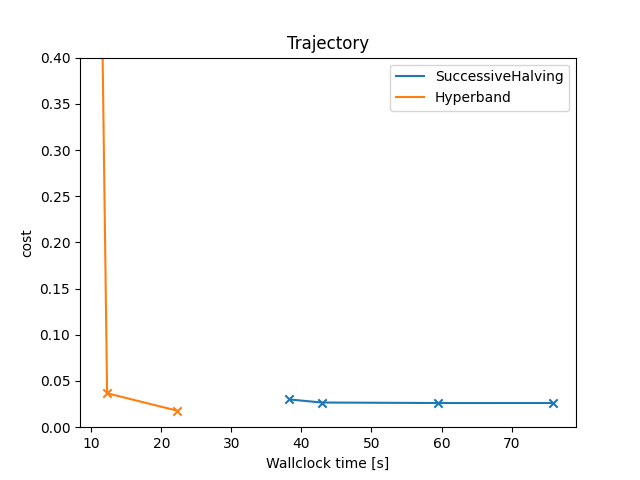 Trajectory
SuccessiveHalving
Hyperband
0.40
0.35
0.30
0.25
0.20
0.15
0.10
0.05
0.00
cost
10 20 30 40 50 60 70
Wallclock time [s]